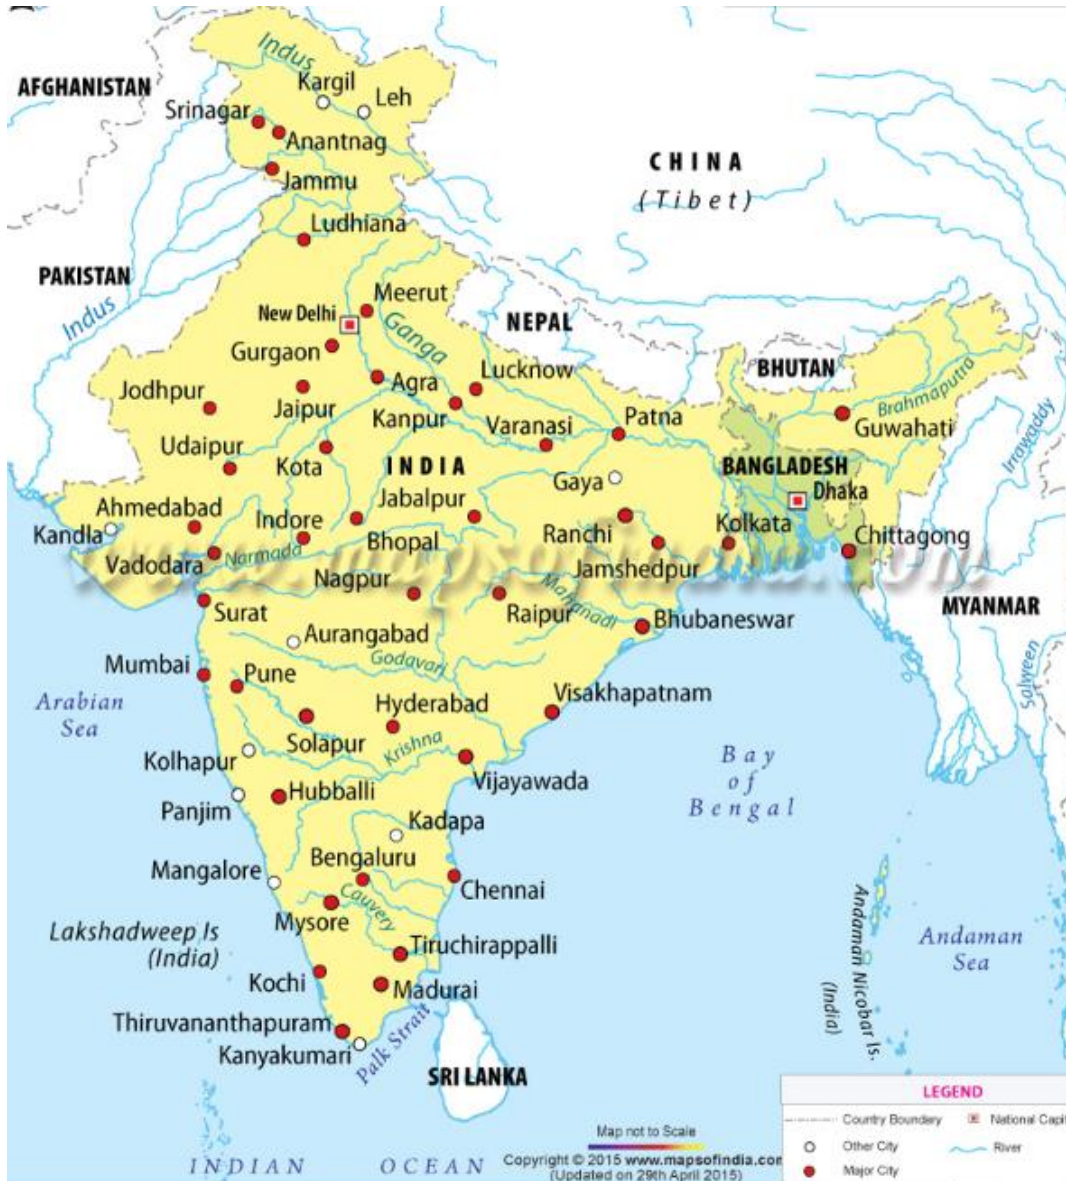 Indus
Kargil
AFGHANISTAN
Leh
Srinagar
Anantnag
CHINA
(Tibet)
Jammu
Ludhiana
PAKISTAN
Indus
Meerut
New Delhi
Ganga
NEPAL
Gurgaon
BHUTAN
Lucknow
Agra
Jodhpur
Brahmaputra
Jaipur
Kanpur
Varanasi
Patna
Guwahati
Irrawaddy
Udaipur
Kota
INDIA
BANGLADESH
Gaya
Dhaka
Ahmedabad
Jabalpur
Kandla
Indore
Bhopal
Ranchi
Kolkata
Chittagong
Narmada
Vadodara
www.mapsofindia.com
Jamshedpur
Nagpur
Mahanadi
MYANMAR
Surat
Raipur
Bhubaneswar
Aurangabad
Godavari
Salween
Mumbai
Pune
Arabian
Sea
Hyderabad
Visakhapatnam
Solapur
Krishna
Bay
of
Bengal
Kolhapur
Vijayawada
Hubballi
Panjim
Kadapa
Bengaluru
Mangalore
Chennai
Cauvery
Mysore
Lakshadweep Is
(India)
Tiruchirappalli
Andaman Nicobar Is.
(India)
Andaman
Sea
Kochi
Madurai
Thiruvananthapuram
Palk Strait
Kanyakumari
SRI LANKA
LEGEND
Country Boundary
National Capi
Other City
River
Major City
Map not to Scale
INDIAN OCEAN
Copyright © 2015 www.mapsofindia.com
(Updated on 29th April 2015)